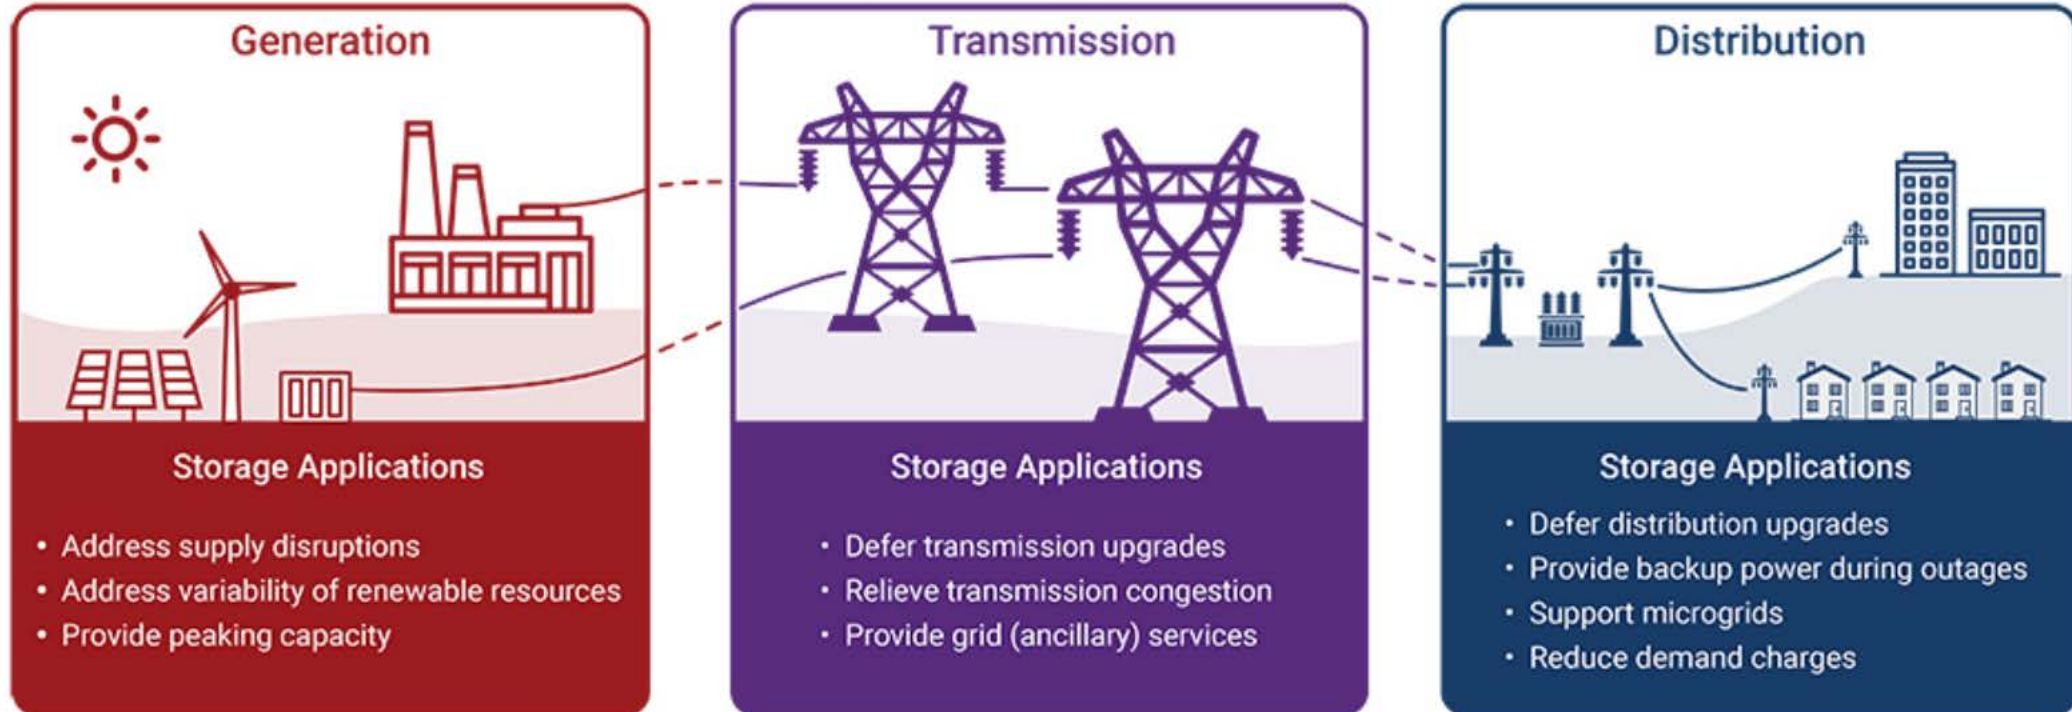 Generation
Storage Applications
• Address supply disruptions
• Address variability of renewable resources
• Provide peaking capacity
Transmission
Storage Applications
• Defer transmission upgrades
• Relieve transmission congestion
• Provide grid (ancillary) services
Distribution
Storage Applications
• Defer distribution upgrades
• Provide backup power during outages
• Support microgrids
• Reduce demand charges